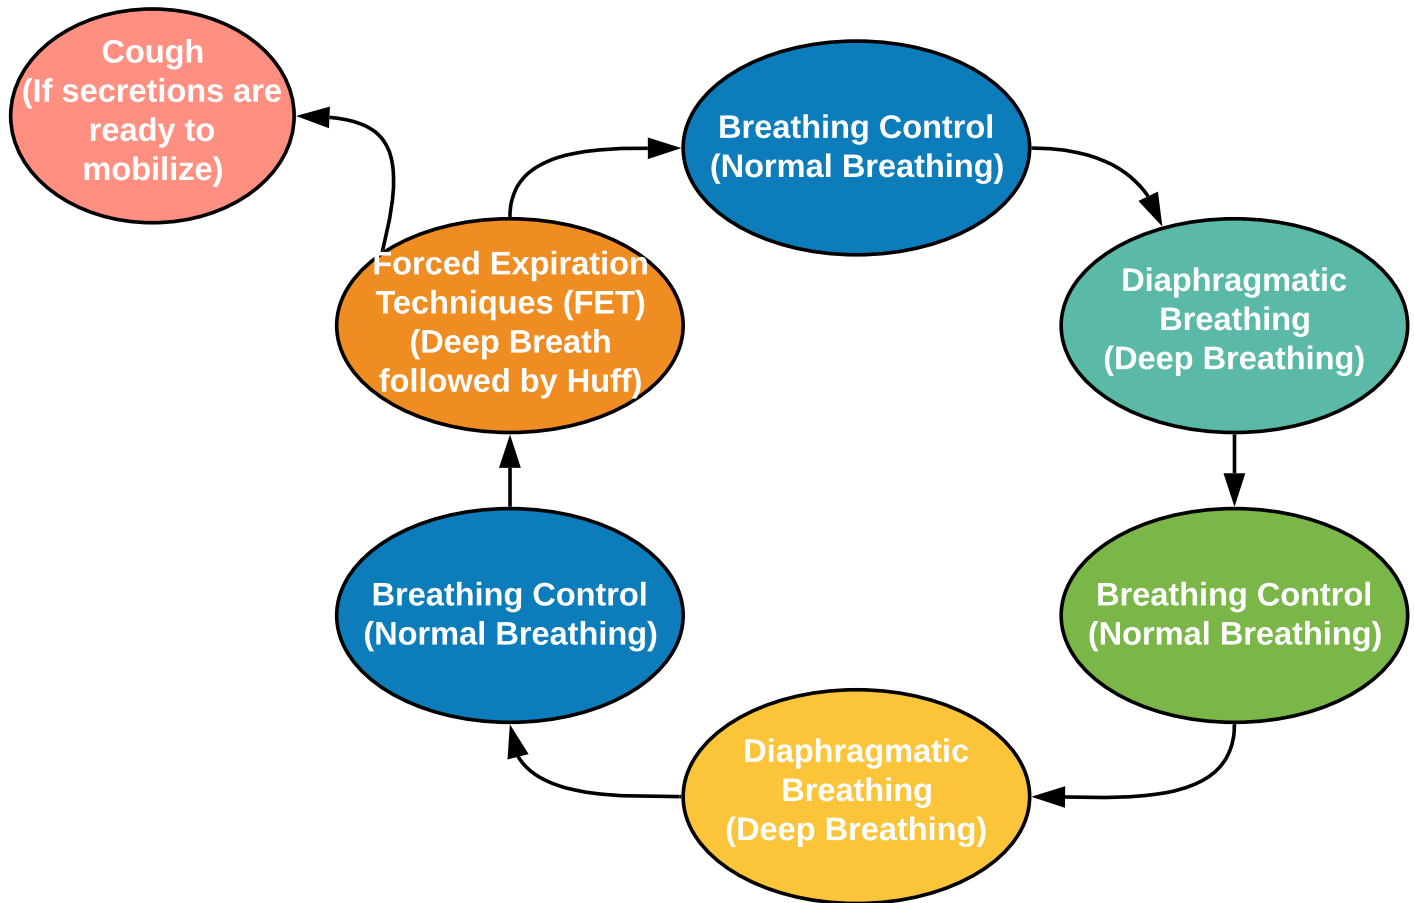 Cough
(If secretions are
ready to
mobilize)
Breathing Control
(Normal Breathing)
Diaphragmatic
Breathing
(Deep Breathing)
Forced Expiration
Techniques (FET)
(Deep Breath
followed by Huff)
Breathing Control
(Normal Breathing)
Breathing Control
(Normal Breathing)
Diaphragmatic
Breathing
(Deep Breathing)